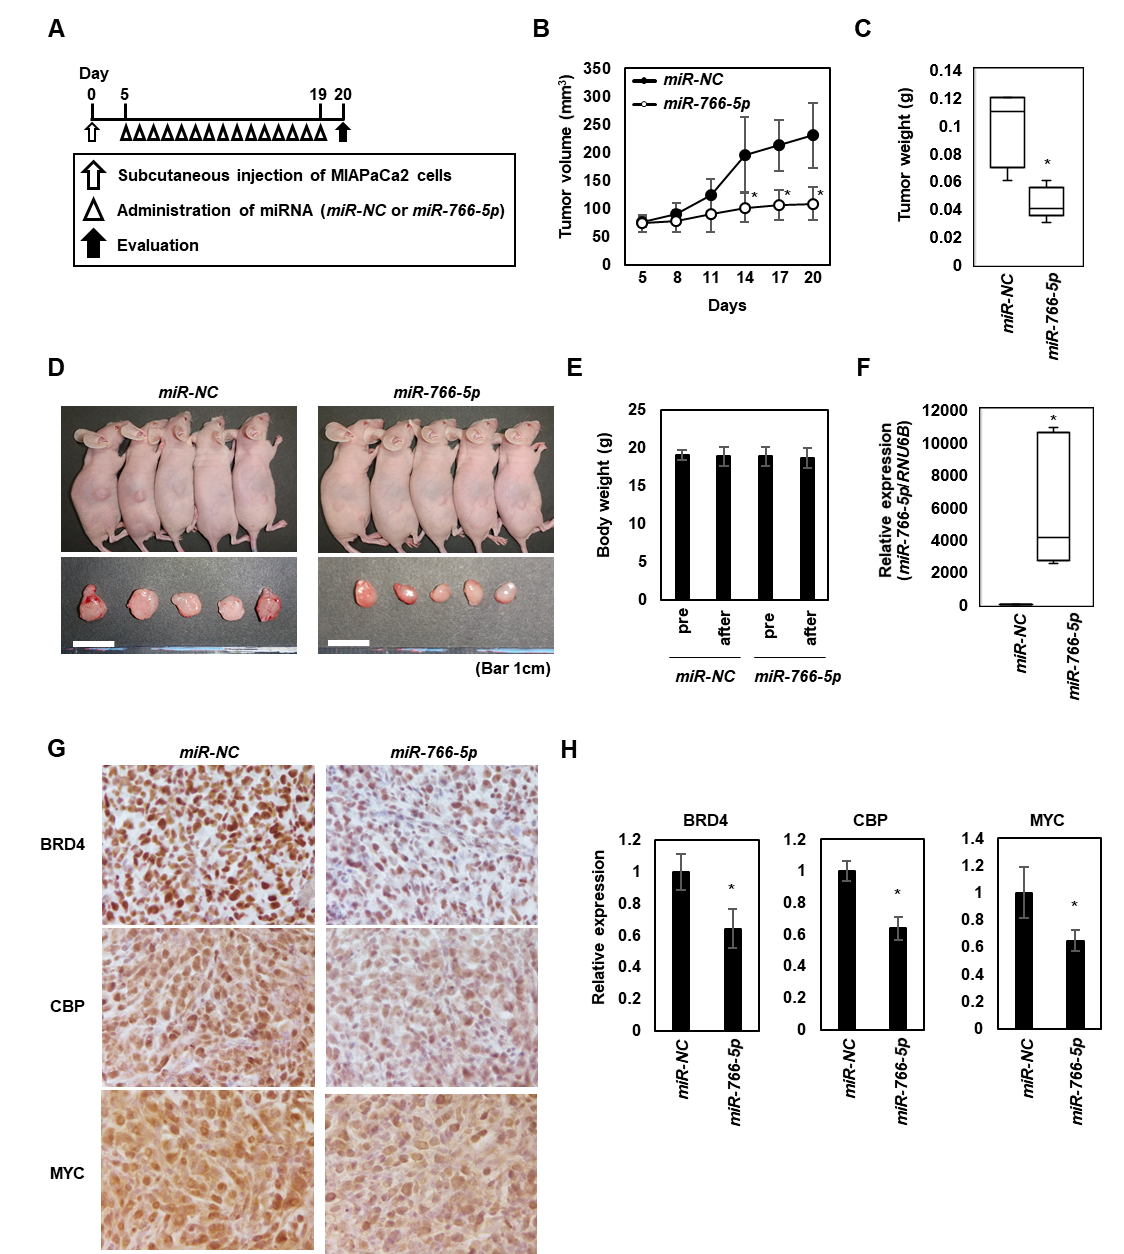 A
Day
0 5 19 20
Subcutaneous injection of MIAPaCa2 cells
Administration of miRNA (miR-NC or miR-766-5p)
Evaluation
B
Tumor volume (mm3)
350
300
250
200
150
100
50
0
miR-NC
miR-766-5p
* * *
5 8 11 14 17 20
Days
C
Tumor weight (g)
0.14
0.12
0.1
0.08
0.06
0.04
0.02
0
*
miR-NC
miR-766-5p
D
miR-NC miR-766-5p
(Bar 1cm)
E
Body weight (g)
25
20
15
10
5
0
pre after pre after
miR-NC miR-766-5p
F
Relative expression
(miR-766-5p/RNU6B)
12000
10000
8000
6000
4000
2000
0
*
miR-NC
miR-766-5p
G
miR-NC miR-766-5p
BRD4
CBP
MYC
H
Relative expression
BRD4
1.2
1
0.8
0.6
0.4
0.2
0
*
miR-NC
miR-766-5p
CBP
1.2
1
0.8
0.6
0.4
0.2
0
*
miR-NC
miR-766-5p
MYC
1.4
1.2
1
0.8
0.6
0.4
0.2
0
*
miR-NC
miR-766-5p